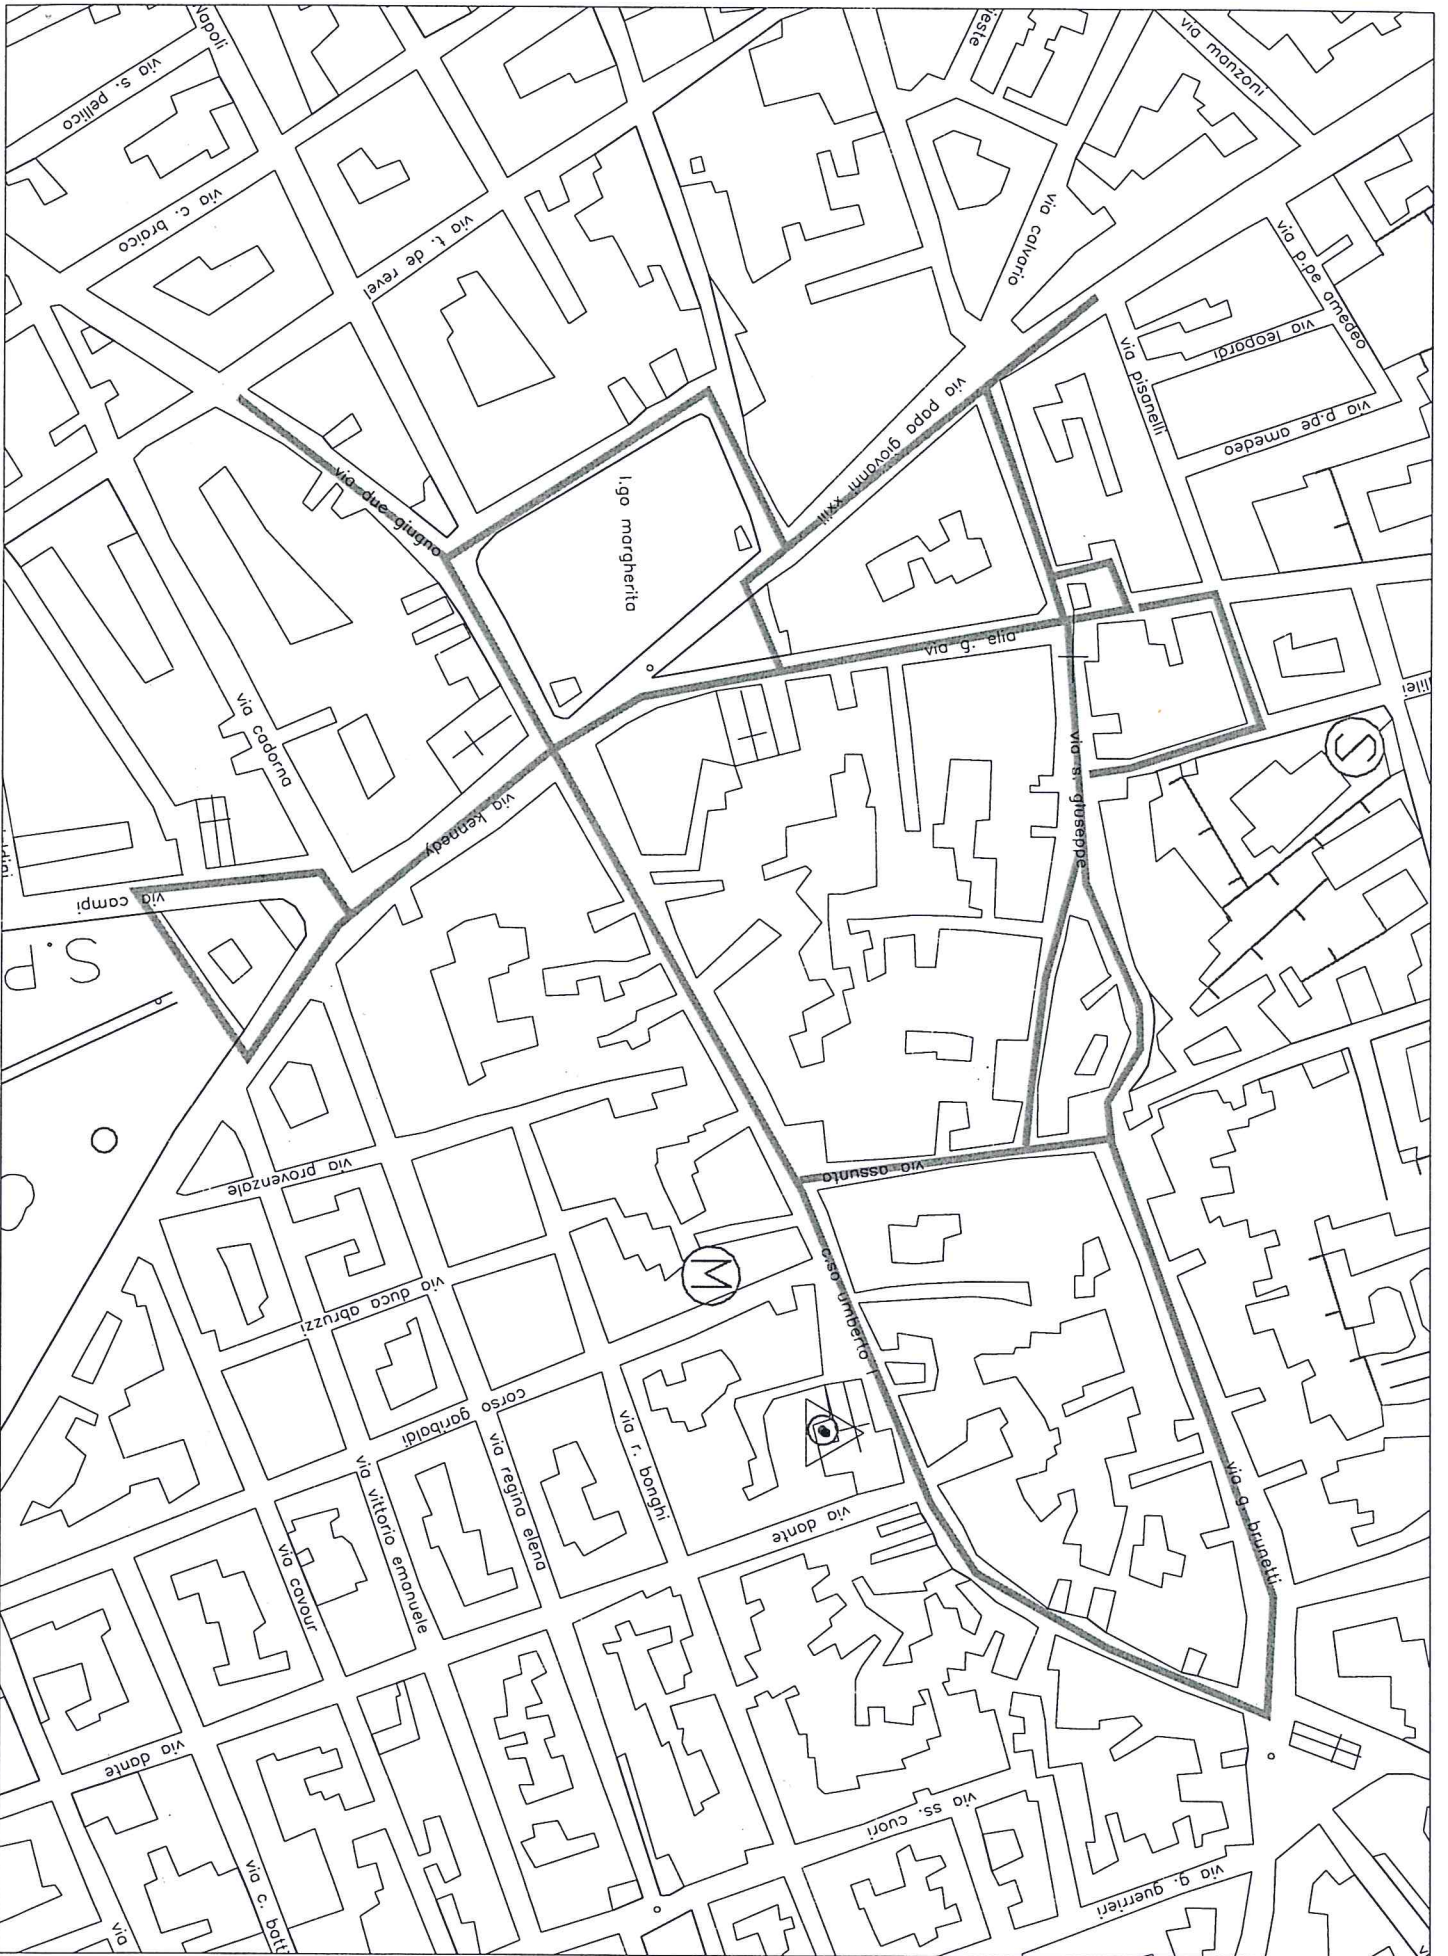 Napoli
via s. pellico
ieste
via manzoni
via c. braico
via t. de revel
via calvario
via p.pe amedeo
via leopardi
via pisanelli
via p.pe amedeo
via papa giovanni xxiii
via due giugno
l.go margherita
via g. elia
lilei
S
via cadorna
via s. giuseppe
via kennedy
via campi
S.P
via assunta
via provenzale
M
c.so umberto I
via duca abruzzi
corso garibaldi
via r. bonghi
via regina elena
via vittorio emanuele
via dante
via g. brunetti
via cavour
via dante
via ss. cuori
via g. guerrieri
via c. batt
via